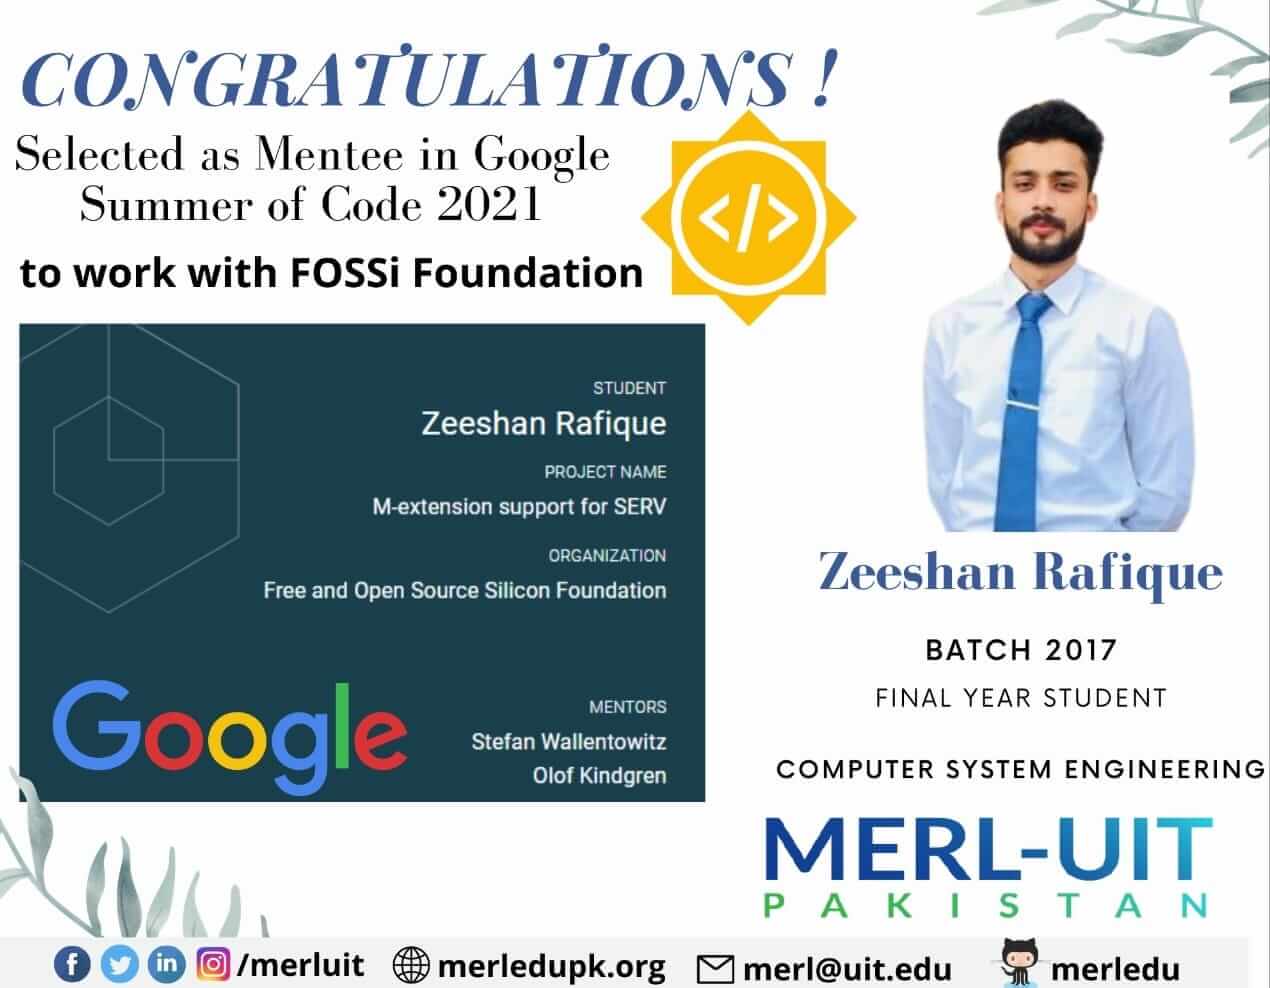 CONGRATULATIONS !
Selected as Mentee in Google
Summer of Code 2021
to work with FOSSi Foundation
</>
STUDENT
Zeeshan Rafique
PROJECT NAME
M-extension support for SERV
ORGANIZATION
Free and Open Source Silicon Foundation
Google
MENTORS
Stefan Wallentowitz
Olof Kindgren
Zeeshan Rafique
BATCH 2017
FINAL YEAR STUDENT
COMPUTER SYSTEM ENGINEERING
MERL-UIT
PAKISTAN
/merluit merledupk.org merl@uit.edu merledu